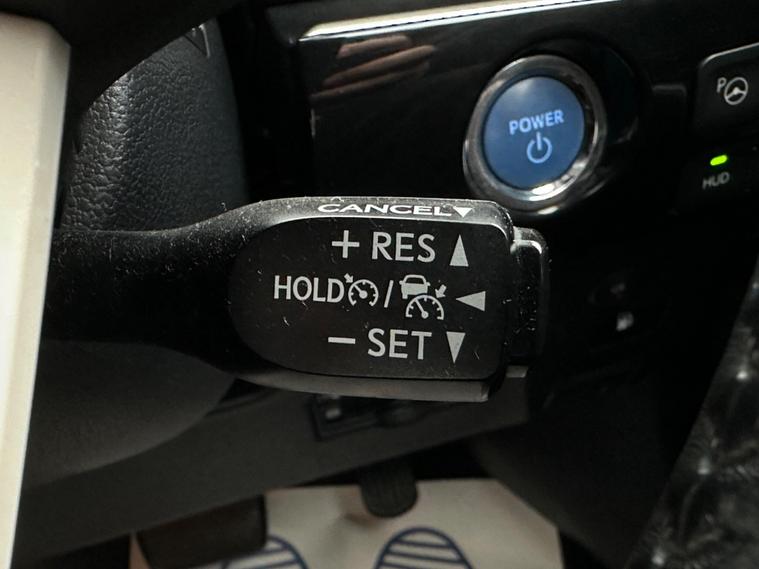 POWER
P
HUD
CANCEL
+ RES
HOLD /
− SET